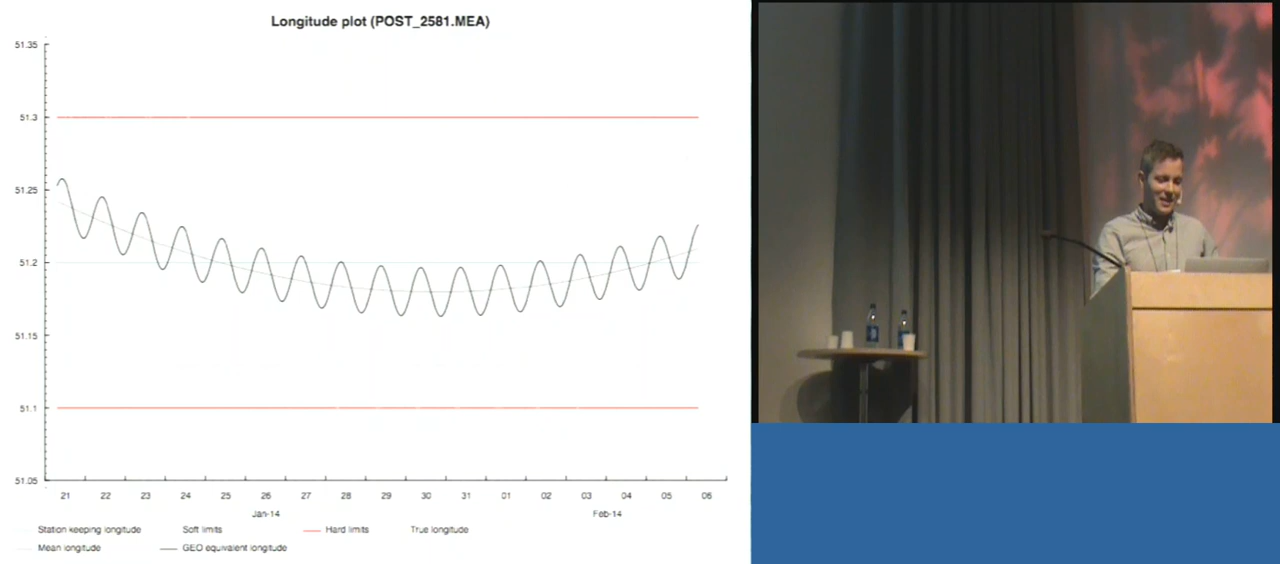 Longitude plot (POST_2581.MEA)
51.35
51.3
51.25
51.2
51.15
51.1
51.05
21 22 23 24 25 26 27 28 29 30 31 01 02 03 04 05 06
Jan-14 Feb-14
Station keeping longitude Soft limits Hard limits True longitude
Mean longitude GEO equivalent longitude